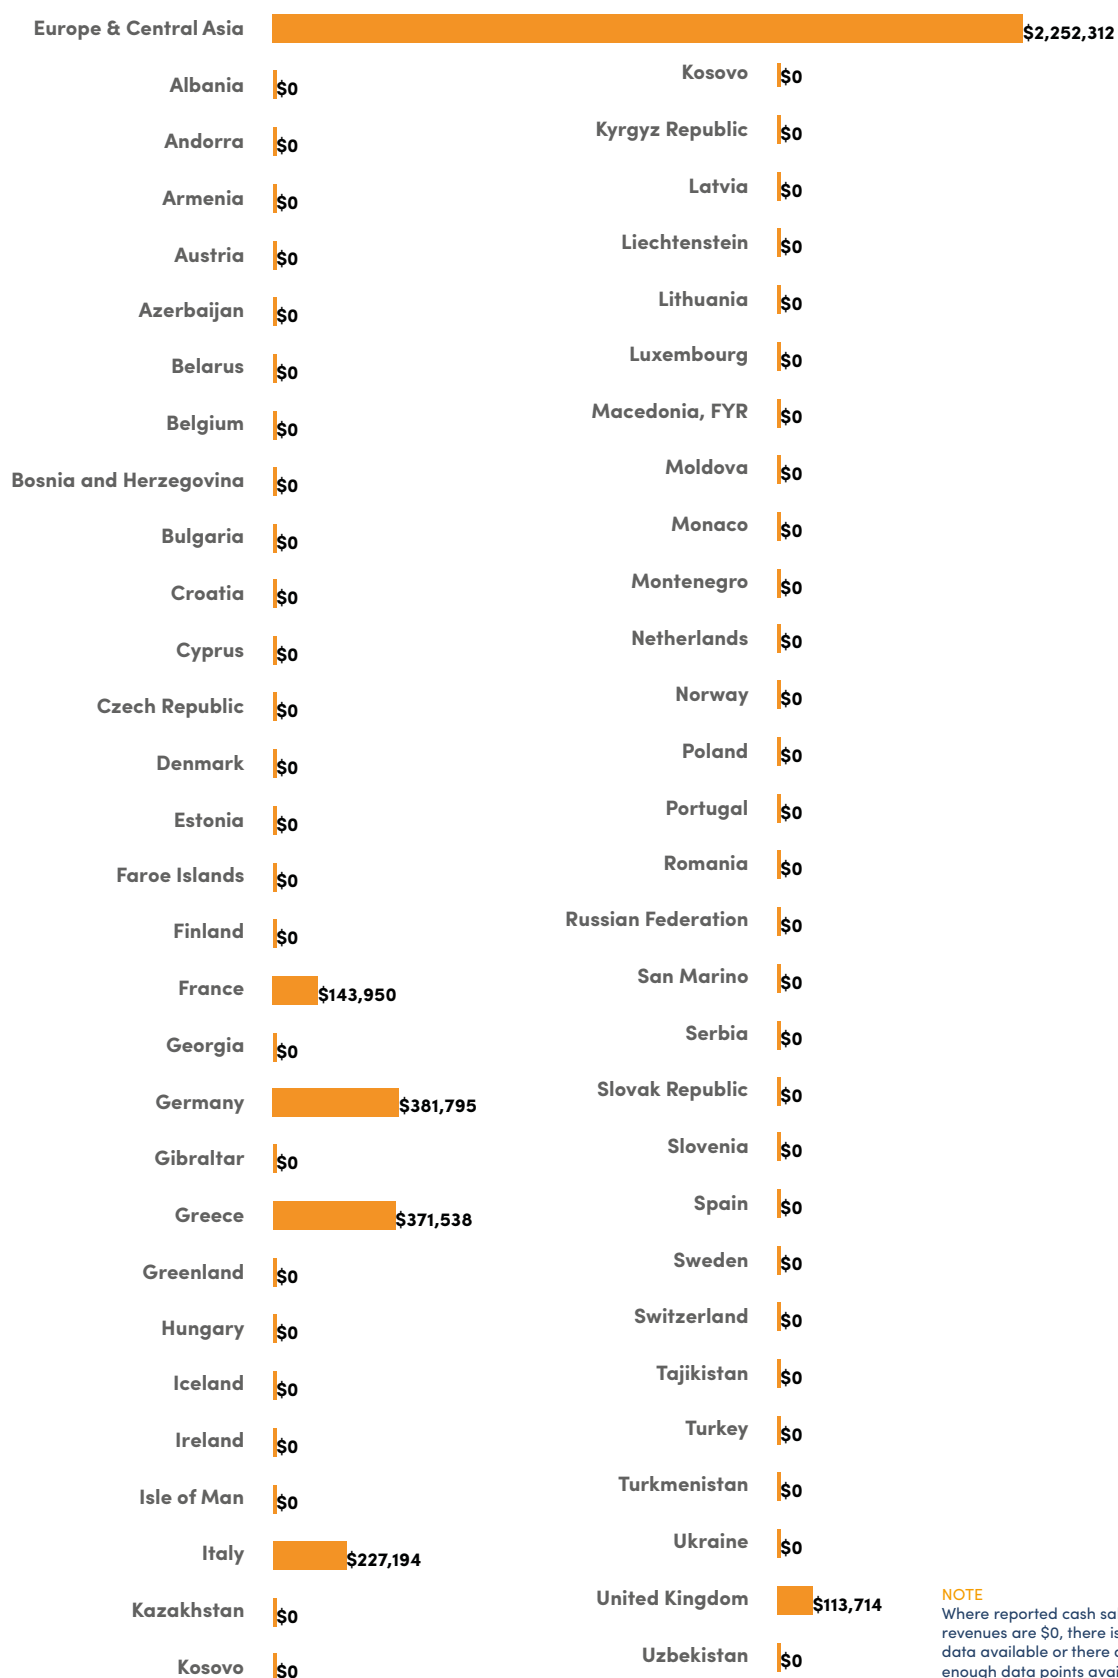 Europe & Central Asia $2,252,312
Albania $0
Andorra $0
Armenia $0
Austria $0
Azerbaijan $0
Belarus $0
Belgium $0
Bosnia and Herzegovina $0
Bulgaria $0
Croatia $0
Cyprus $0
Czech Republic $0
Denmark $0
Estonia $0
Faroe Islands $0
Finland $0
France $143,950
Georgia $0
Germany $381,795
Gibraltar $0
Greece $371,538
Greenland $0
Hungary $0
Iceland $0
Ireland $0
Isle of Man $0
Italy $227,194
Kazakhstan $0
Kosovo $0
Kosovo $0
Kyrgyz Republic $0
Latvia $0
Liechtenstein $0
Lithuania $0
Luxembourg $0
Macedonia, FYR $0
Moldova $0
Monaco $0
Montenegro $0
Netherlands $0
Norway $0
Poland $0
Portugal $0
Romania $0
Russian Federation $0
San Marino $0
Serbia $0
Slovak Republic $0
Slovenia $0
Spain $0
Sweden $0
Switzerland $0
Tajikistan $0
Turkey $0
Turkmenistan $0
Ukraine $0
United Kingdom $113,714
Uzbekistan $0
NOTE
Where reported cash sa
revenues are $0, there is
data available or there
enough data points avai